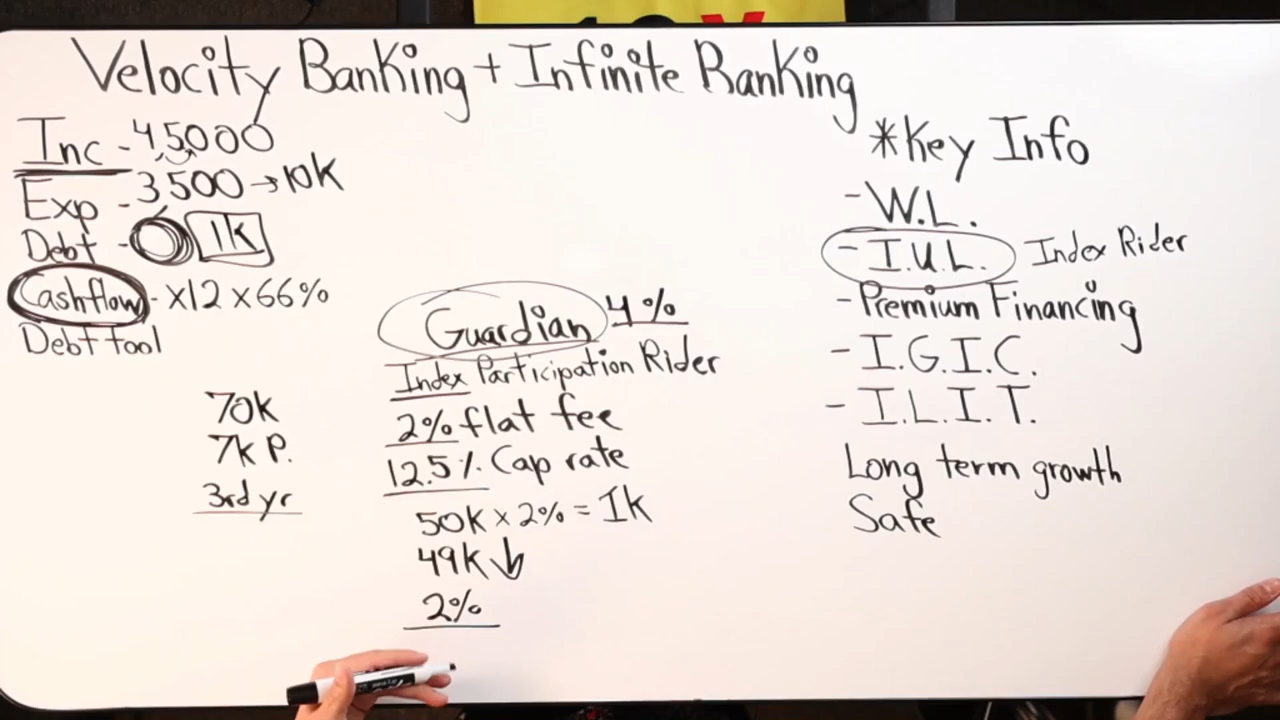 Velocity Banking + Infinite Banking
Inc - 45000
Exp - 3500 → 10K
Debt - 1K
Cashflow - x12 x 66%
Debt tool
70K
7K P.
3rd yr
Guardian 4%
Index Participation Rider
2% flat fee
12.5% Cap rate
50K x 2% = 1K
49K ↓
2%
*Key Info
- W.L.
- I.U.L. Index Rider
- Premium Financing
- I.G.I.C.
- I.L.I.T.
Long term growth
Safe